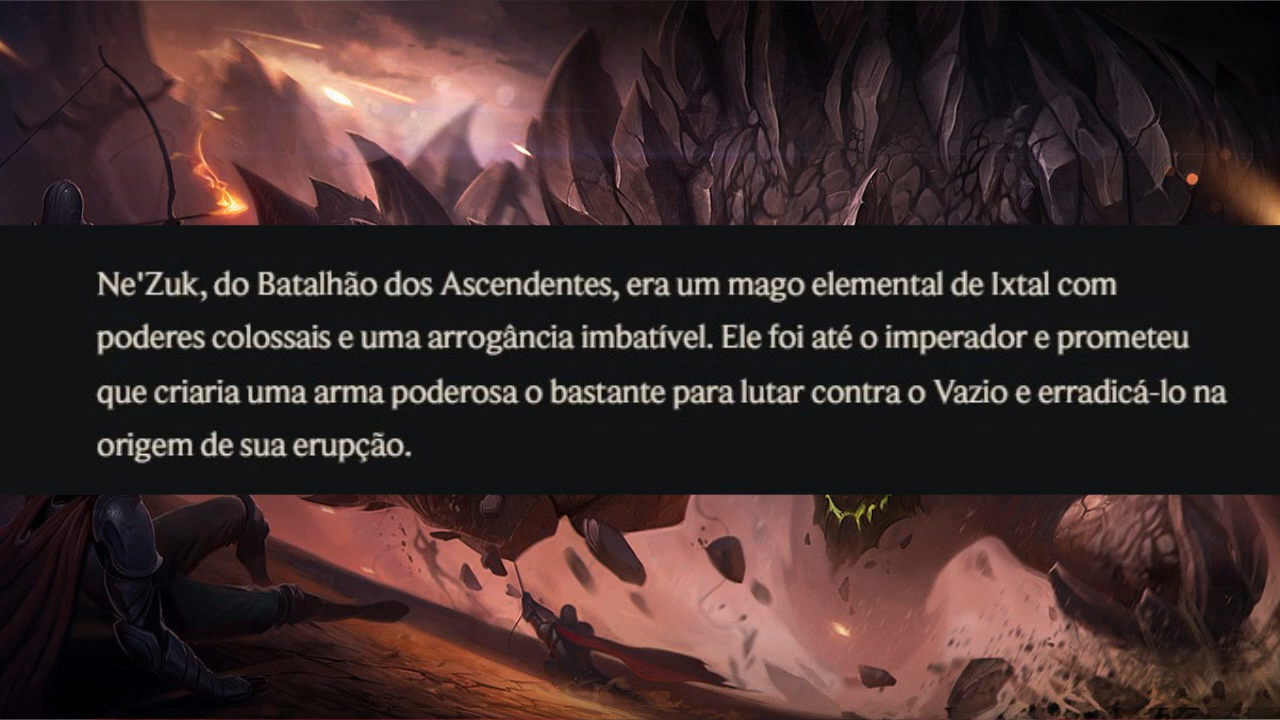 Ne'Zuk, do Batalhão dos Ascendentes, era um mago elemental de Ixtal com
poderes colossais e uma arrogância imbatível. Ele foi até o imperador e prometeu
que criaria uma arma poderosa o bastante para lutar contra o Vazio e erradicá-lo na
origem de sua erupção.